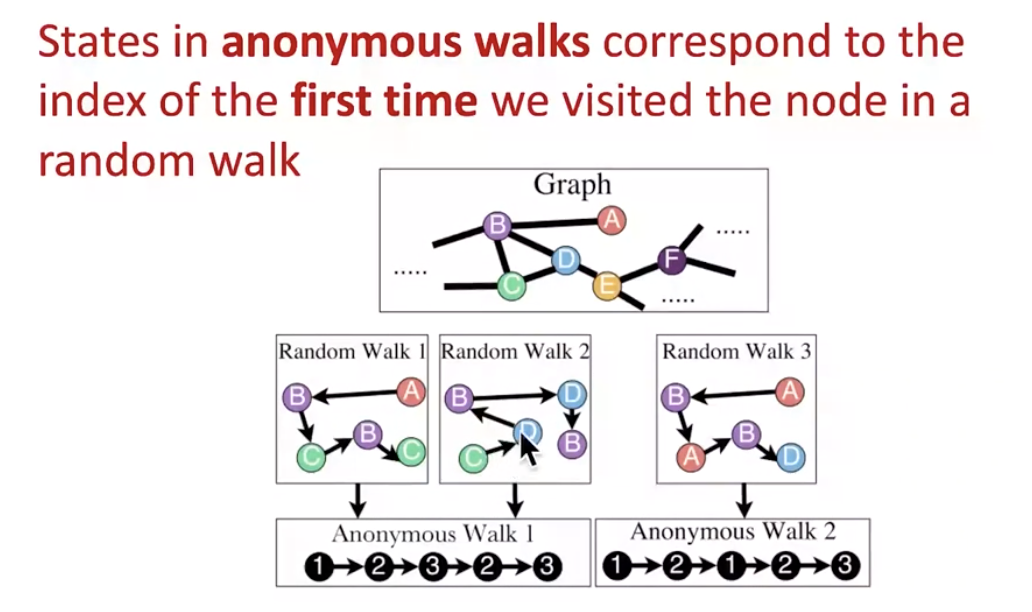 States in anonymous walks correspond to the
index of the first time we visited the node in a
random walk
Graph
B A
D F
C E
.....
.....
.....
Random Walk 1 Random Walk 2 Random Walk 3
B A B D B A
B D B
C C C B A D
Anonymous Walk 1 Anonymous Walk 2
1 2 3 2 3 1 2 1 2 3